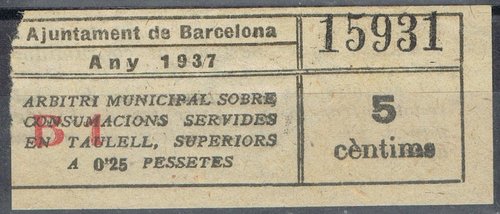 Ajuntament de Barcelona
Any 1937
15931
ARBITRI MUNICIPAL SOBRE
CONSUMACIONS SERVIDES
EN TAULELL, SUPERIORS
A 0'25 PESSETES
B 1
5
cèntims